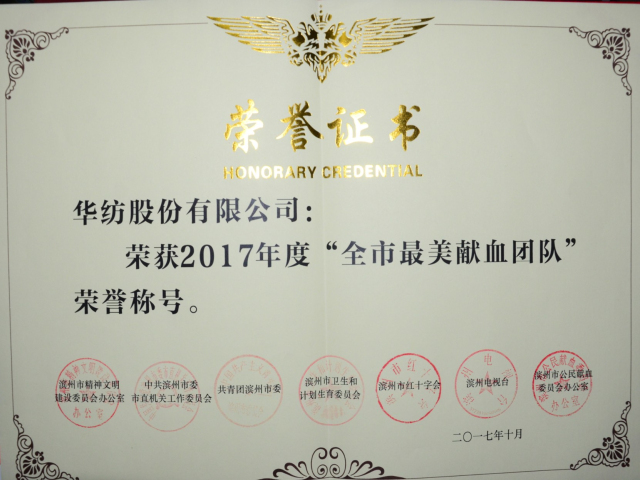 荣誉证书
HONORARY CREDENTIAL
华纺股份有限公司：
荣获2017年度“全市最美献血团队”
荣誉称号。
滨州市精神文明
建设委员会办公室
中共滨州市委
市直机关工作委员会
共青团滨州市委
滨州市卫生和
计划生育委员会
滨州市红十字会
滨州电视台
滨州市公民献血
委员会办公室
二〇一七年十月